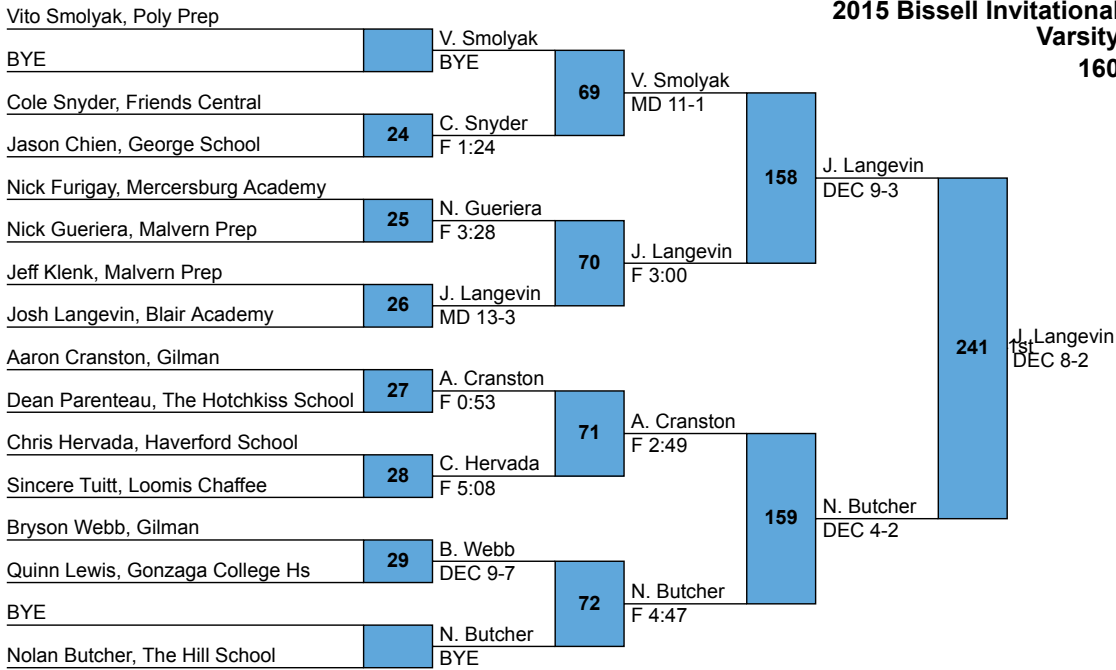 2015 Bissell Invitational
Varsity
160
Vito Smolyak, Poly Prep
BYE
V. Smolyak
BYE
69
V. Smolyak
MD 11-1
Cole Snyder, Friends Central
24
Jason Chien, George School
C. Snyder
F 1:24
158
J. Langevin
DEC 9-3
Nick Furigay, Mercersburg Academy
25
Nick Gueriera, Malvern Prep
N. Gueriera
F 3:28
70
J. Langevin
F 3:00
Jeff Klenk, Malvern Prep
26
Josh Langevin, Blair Academy
J. Langevin
MD 13-3
241
J. Langevin
1st
DEC 8-2
Aaron Cranston, Gilman
27
Dean Parenteau, The Hotchkiss School
A. Cranston
F 0:53
71
A. Cranston
F 2:49
Chris Hervada, Haverford School
28
Sincere Tuitt, Loomis Chaffee
C. Hervada
F 5:08
159
N. Butcher
DEC 4-2
Bryson Webb, Gilman
29
Quinn Lewis, Gonzaga College Hs
B. Webb
DEC 9-7
72
N. Butcher
F 4:47
BYE
Nolan Butcher, The Hill School
N. Butcher
BYE